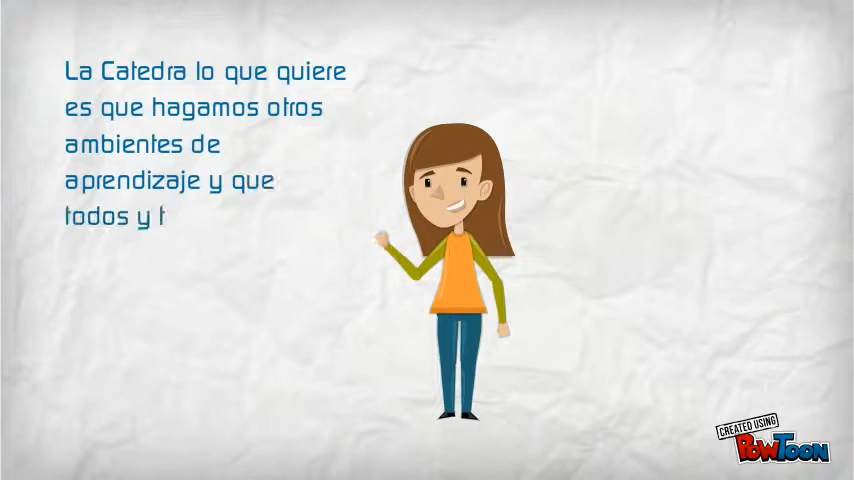 La Catedra lo que quiere
es que hagamos otros
ambientes de
aprendizaje y que
todos y t
CREATED USING
POWTOON